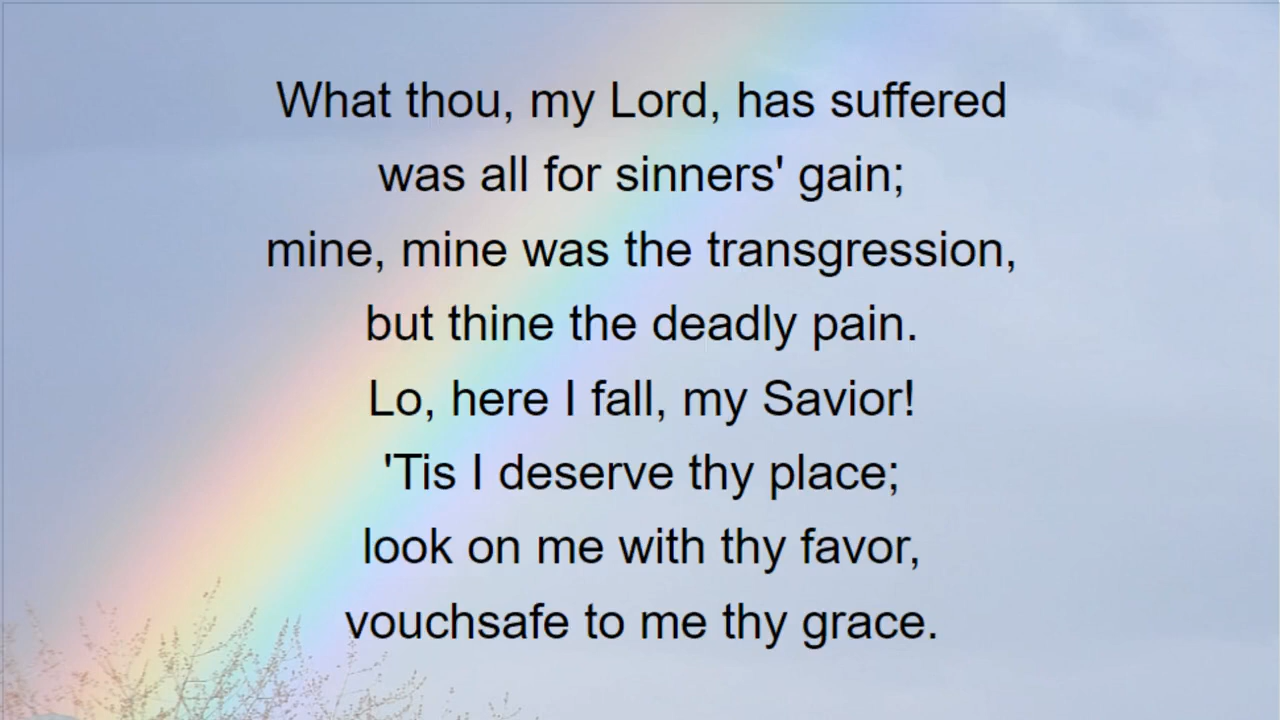 What thou, my Lord, has suffered
was all for sinners' gain;
mine, mine was the transgression,
but thine the deadly pain.
Lo, here I fall, my Savior!
'Tis I deserve thy place;
look on me with thy favor,
vouchsafe to me thy grace.